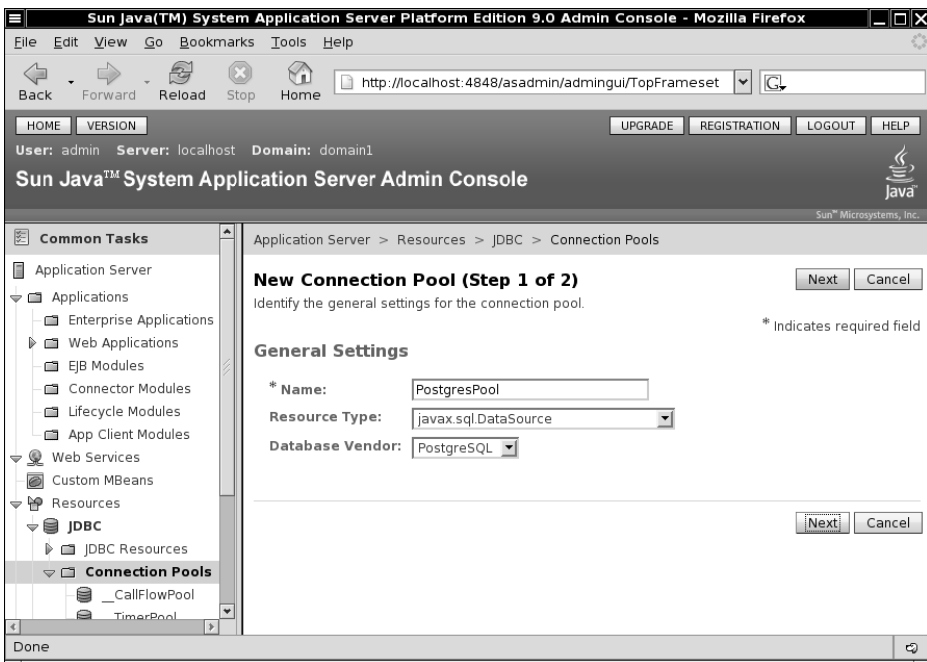 Sun Java(TM) System Application Server Platform Edition 9.0 Admin Console - Mozilla Firefox
File Edit View Go Bookmarks Tools Help
Back Forward Reload Stop Home http://localhost:4848/asadmin/admingui/TopFrameset G
HOME VERSION UPGRADE REGISTRATION LOGOUT HELP
User: admin Server: localhost Domain: domain1
Sun Java™ System Application Server Admin Console
Java™
Sun™ Microsystems, Inc.
Common Tasks
Application Server
Applications
Enterprise Applications
Web Applications
EJB Modules
Connector Modules
Lifecycle Modules
App Client Modules
Web Services
Custom MBeans
Resources
JDBC
JDBC Resources
Connection Pools
__CallFlowPool
__TimerPool
Application Server > Resources > JDBC > Connection Pools
New Connection Pool (Step 1 of 2) Next Cancel
Identify the general settings for the connection pool.
* Indicates required field
General Settings
* Name: PostgresPool
Resource Type: javax.sql.DataSource
Database Vendor: PostgreSQL
Next Cancel
Done